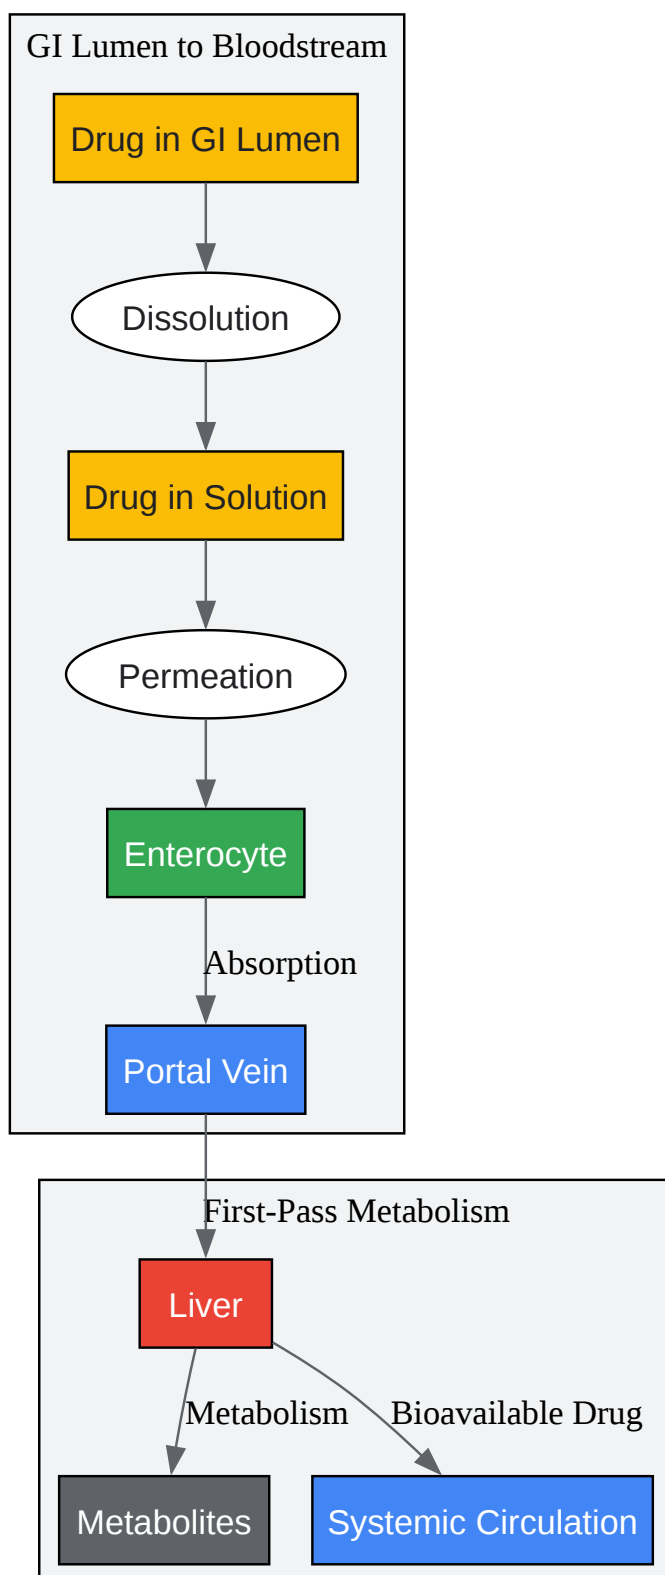 GI Lumen to Bloodstream
Drug in GI Lumen
Dissolution
Drug in Solution
Permeation
Enterocyte
Absorption
Portal Vein
First-Pass Metabolism
Liver
Metabolism
Bioavailable Drug
Metabolites
Systemic Circulation